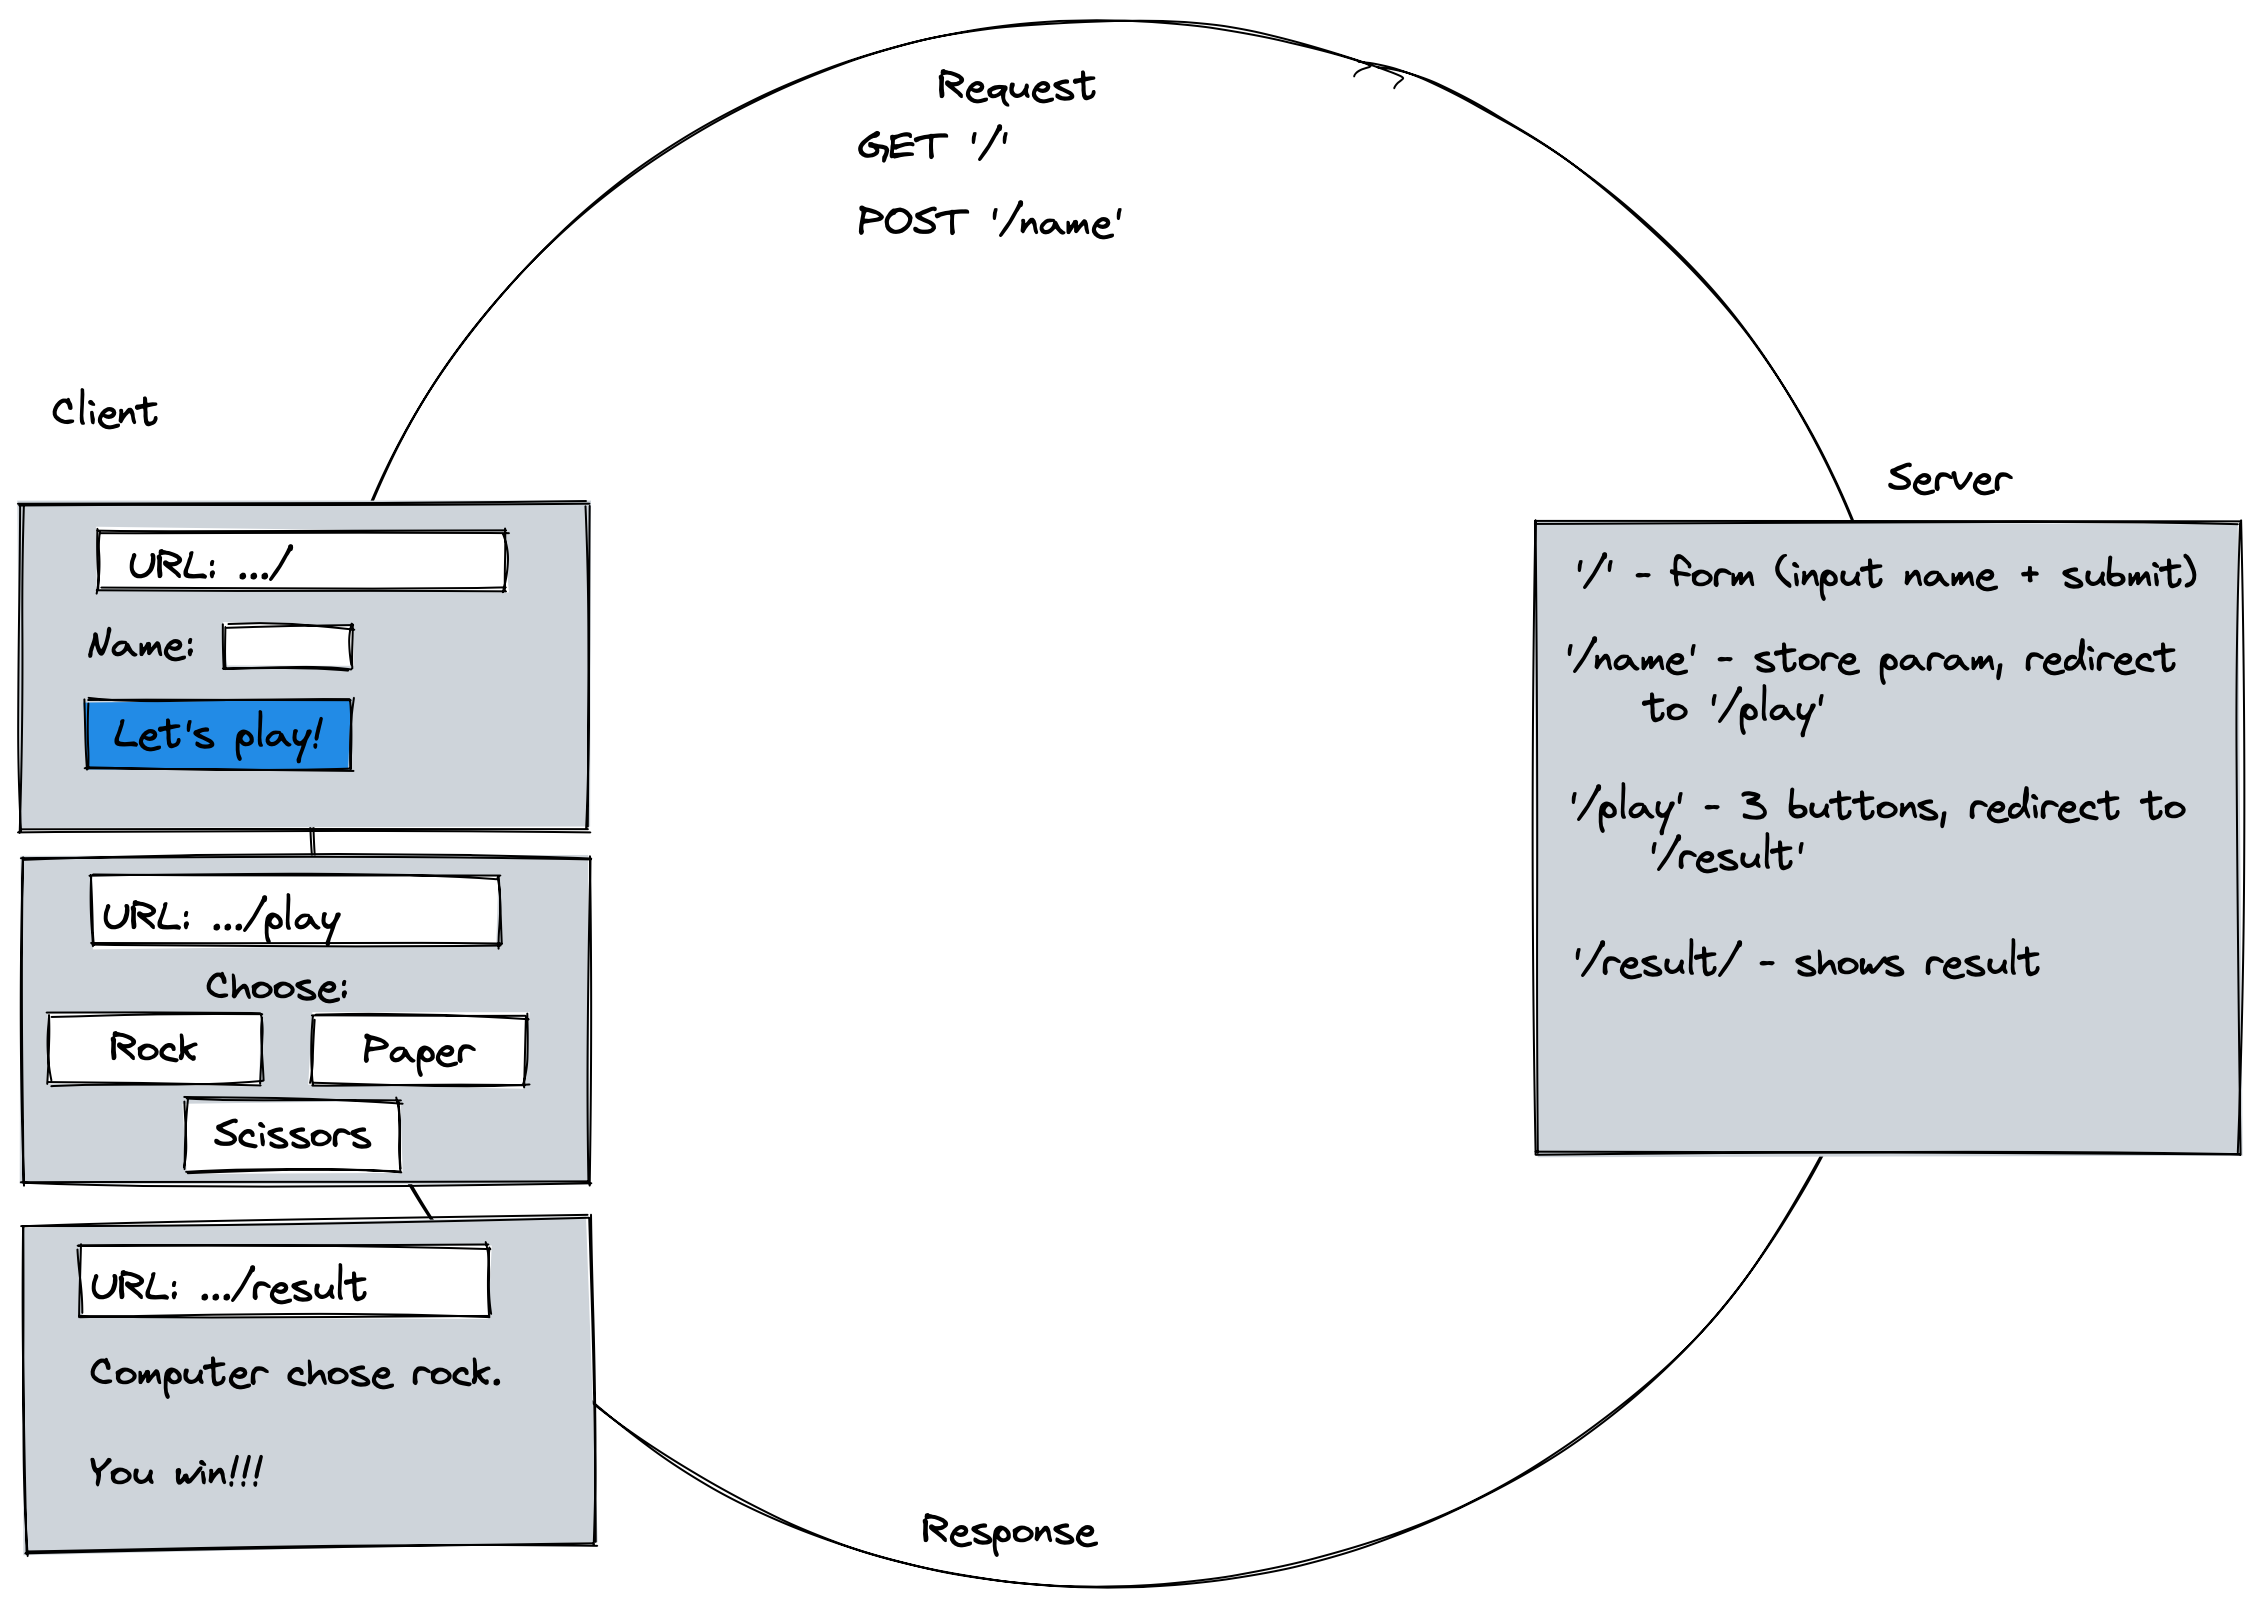 Request
GET '/'
POST '/name'
Client
URL: .../
Name:
Let's play!
URL: .../play
Choose:
Rock
Paper
Scissors
URL: .../result
Computer chose rock.
You win!!!
Server
'/' - form (input name + submit)
'/name' - store param, redirect
to '/play'
'/play' - 3 buttons, redirect to
'/result'
'/result/ - shows result
Response